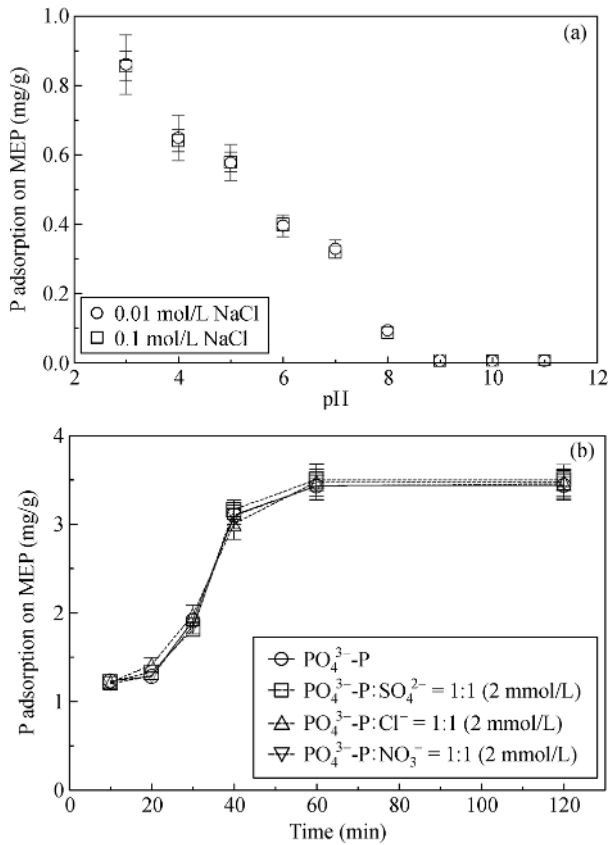 (a)
P adsorption on MEP (mg/g)
1.0
0.8
0.6
0.4
0.2
0.0
0.01 mol/L NaCl
0.1 mol/L NaCl
2 4 6 8 10 12
pH
(b)
P adsorption on MEP (mg/g)
4
3
2
1
0
PO₄³⁻-P
PO₄³⁻-P:SO₄²⁻ = 1:1 (2 mmol/L)
PO₄³⁻-P:Cl⁻ = 1:1 (2 mmol/L)
PO₄³⁻-P:NO₃⁻ = 1:1 (2 mmol/L)
0 20 40 60 80 100 120
Time (min)